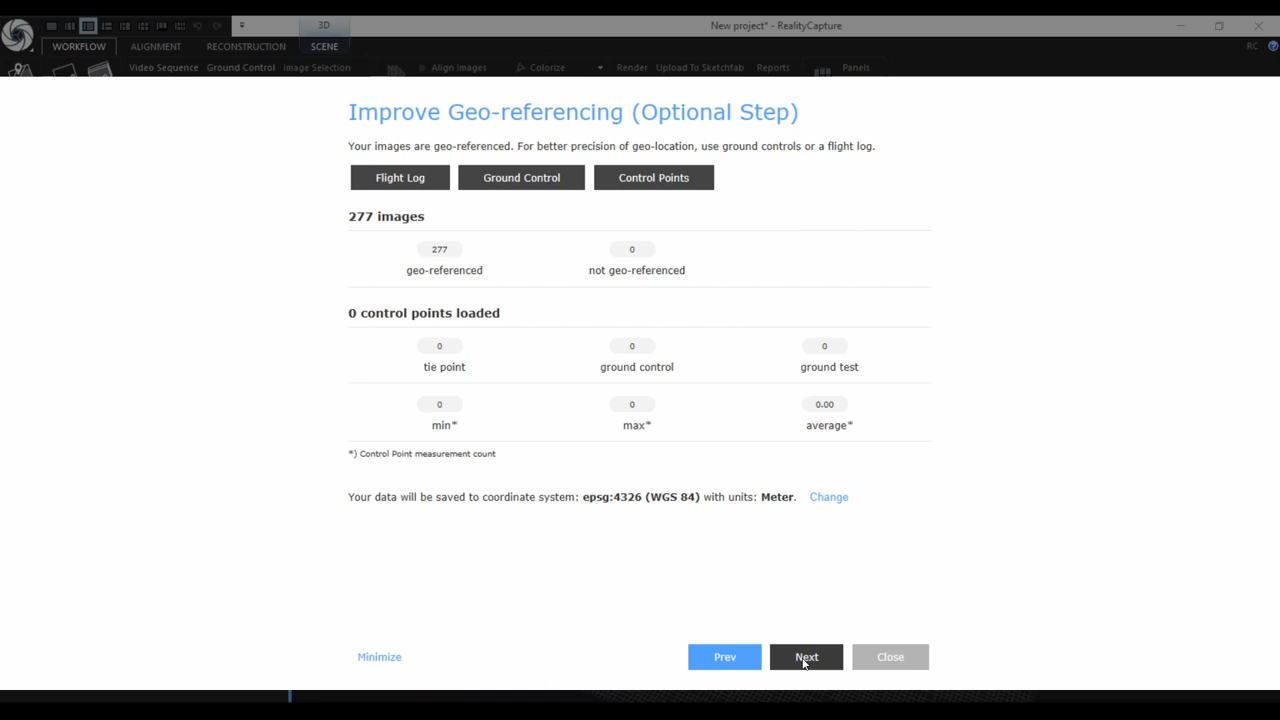 3D
New project* - RealityCapture
WORKFLOW ALIGNMENT RECONSTRUCTION SCENE RC
Video Sequence Ground Control Image Selection Align Images Colorize Render Upload To Sketchfab Reports Panels
Improve Geo-referencing (Optional Step)
Your images are geo-referenced. For better precision of geo-location, use ground controls or a flight log.
Flight Log Ground Control Control Points
277 images
277 0
geo-referenced not geo-referenced
0 control points loaded
0 0 0
tie point ground control ground test
0 0 0.00
min* max* average*
*) Control Point measurement count
Your data will be saved to coordinate system: epsg:4326 (WGS 84) with units: Meter. Change
Minimize Prev Next Close